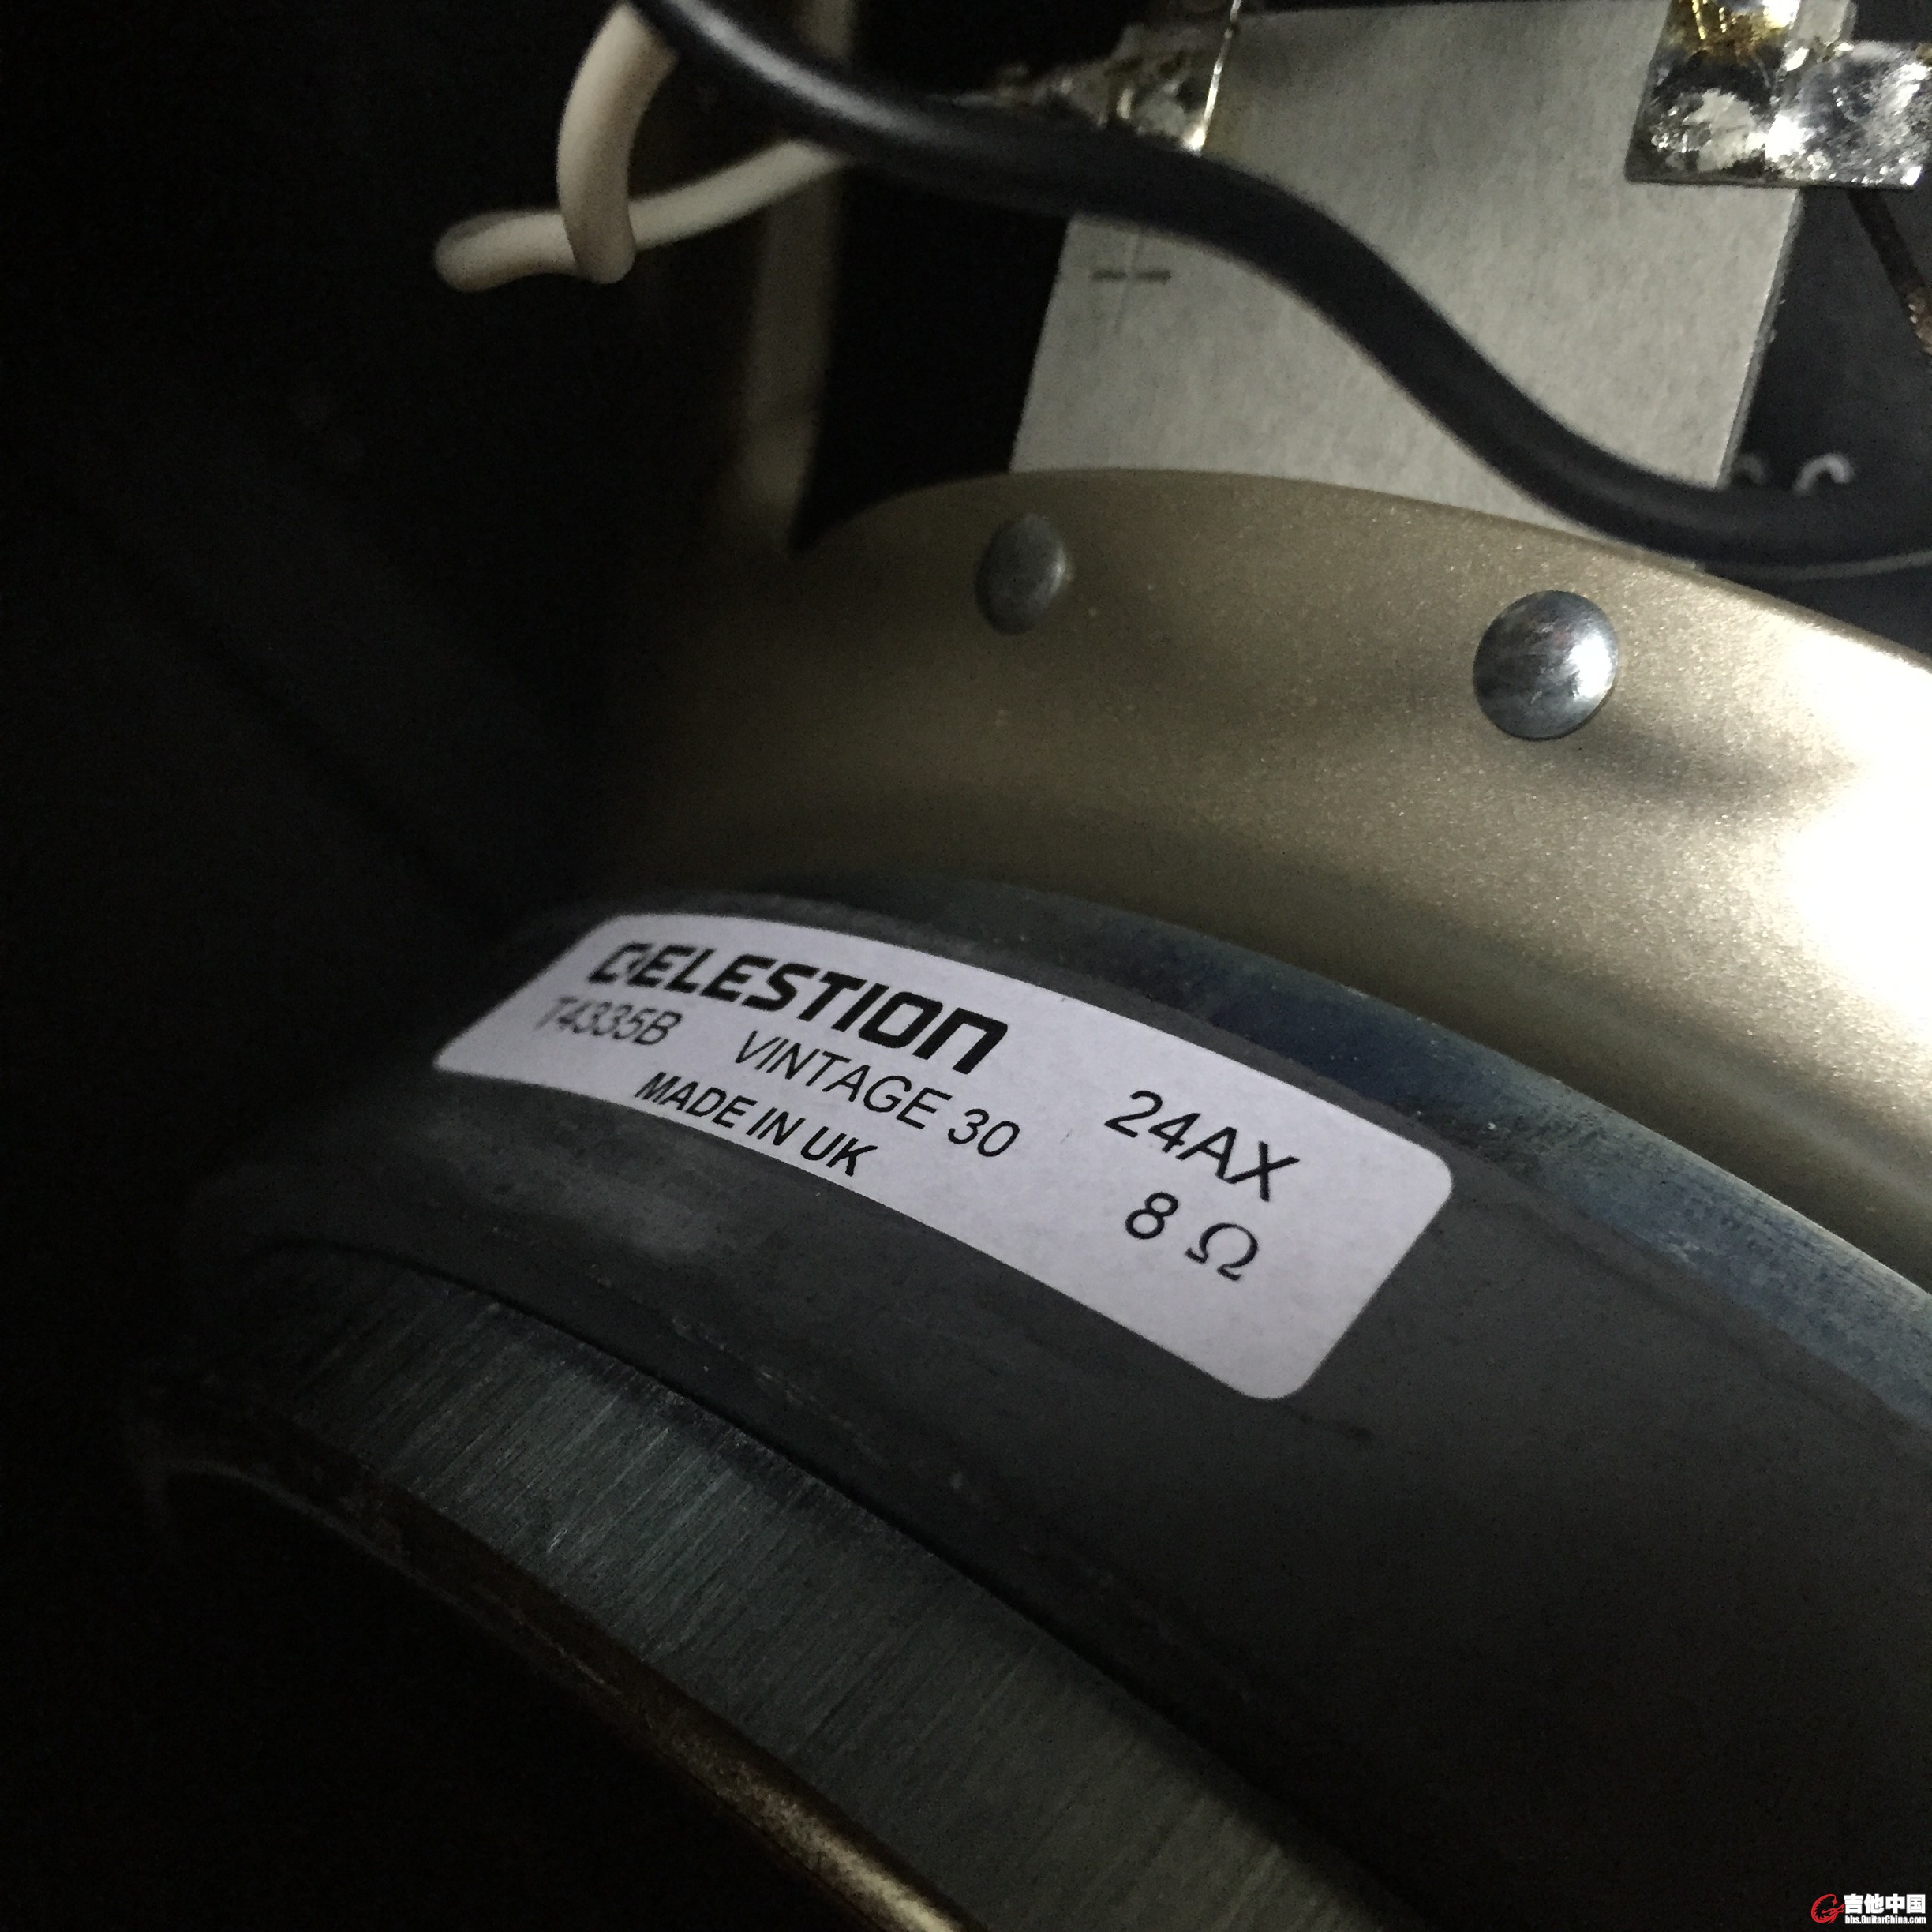 CELESTION
T4335B VINTAGE 30 24AX
MADE IN UK 8 Ω
吉他中国
bbs.GuitarChina.com